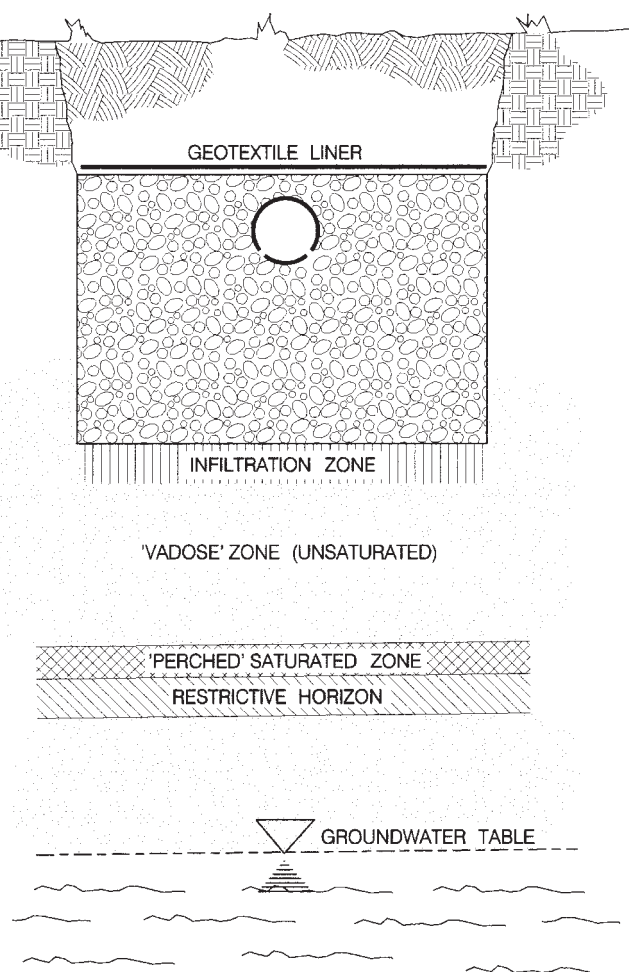 GEOTEXTILE LINER
INFILTRATION ZONE
'VADOSE' ZONE (UNSATURATED)
'PERCHED' SATURATED ZONE
RESTRICTIVE HORIZON
GROUNDWATER TABLE